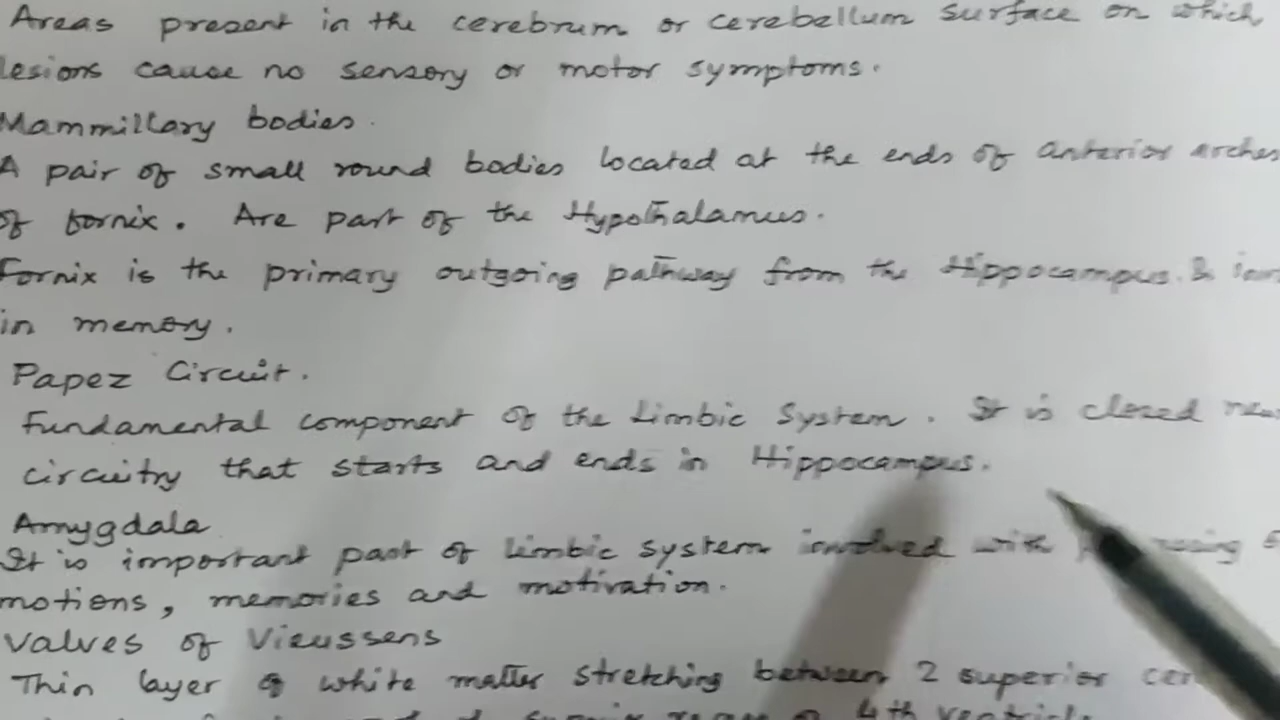 Areas present in the cerebrum or cerebellum surface on which
lesions cause no sensory or motor symptoms.
Mammillary bodies.
A pair of small round bodies located at the ends of anterior arches
of fornix. Are part of the Hypothalamus.
Fornix is the primary outgoing pathway from the Hippocampus. &
in memory.
Papez Circuit.
Fundamental component of the Limbic System. It is closed
circuitry that starts and ends in Hippocampus.
Amygdala
It is important part of limbic system involved with
motions, memories and motivation.
Valves of Vieussens
Thin layer of white matter stretching between 2 superior
4th ventricle